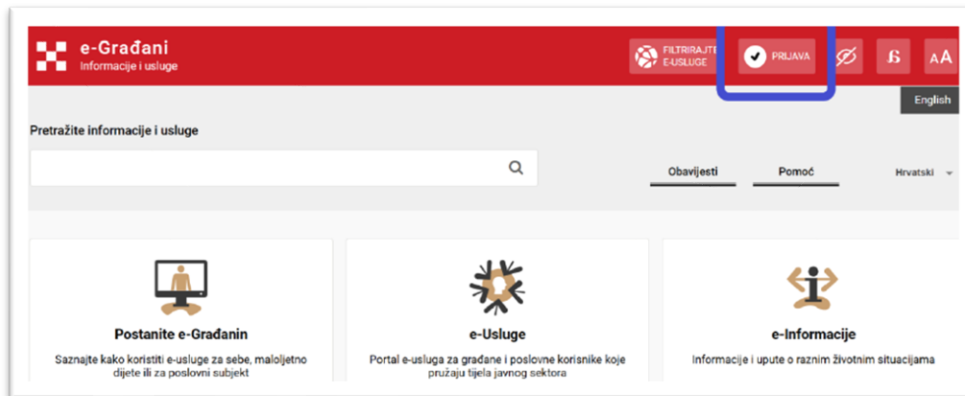 e-Građani
Informacije i usluge
FILTRIRAJTE
E-USLUGE
PRIJAVA
AA
English
Pretražite informacije i usluge
Obavijesti
Pomoć
Hrvatski
Postanite e-Građanin
Saznajte kako koristiti e-usluge za sebe, maloljetno
dijete ili za poslovni subjekt
e-Usluge
Portal e-usluga za građane i poslovne korisnike koje
pružaju tijela javnog sektora
e-Informacije
Informacije i upute o raznim životnim situacijama